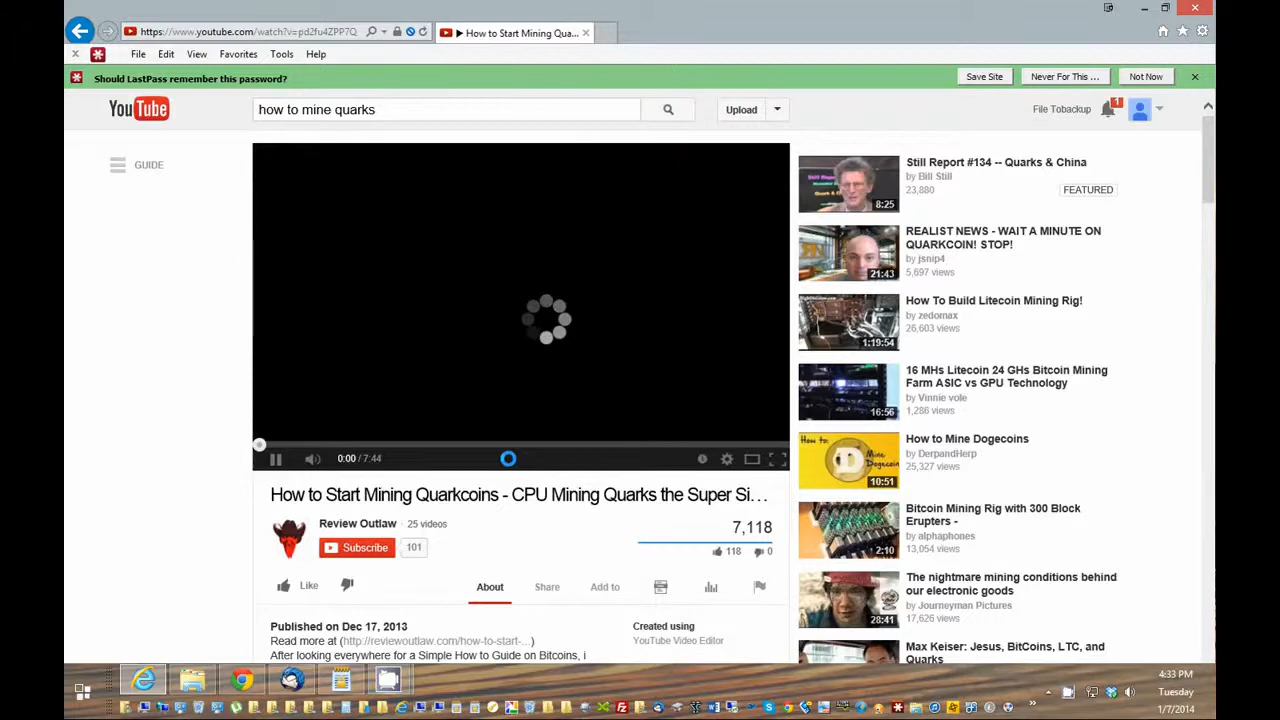 https://www.youtube.com/watch?v=pd2fu4ZPP7Q
How to Start Mining Qua...
File Edit View Favorites Tools Help
Should LastPass remember this password?
Save Site
Never For This ...
Not Now
YouTube
how to mine quarks
Upload
File Tobackup
1
GUIDE
0:00 / 7:44
How to Start Mining Quarkcoins - CPU Mining Quarks the Super Si...
Review Outlaw · 25 videos
Subscribe 101
7,118
118 0
Like
About
Share
Add to
Published on Dec 17, 2013
Read more at (http://reviewoutlaw.com/how-to-start-...)
After looking everywhere for a Simple How to Guide on Bitcoins, i
Created using
YouTube Video Editor
8:25
Still Report #134 -- Quarks & China
by Bill Still
23,880
FEATURED
21:43
REALIST NEWS - WAIT A MINUTE ON
QUARKCOIN! STOP!
by jsnip4
5,697 views
1:19:54
How To Build Litecoin Mining Rig!
by zedomax
26,603 views
16:56
16 MHs Litecoin 24 GHs Bitcoin Mining
Farm ASIC vs GPU Technology
by Vinnie vole
1,286 views
How to:
Mine
Dogecoin
10:51
How to Mine Dogecoins
by DerpandHerp
25,327 views
2:10
Bitcoin Mining Rig with 300 Block
Erupters -
by alphaphones
13,054 views
28:41
The nightmare mining conditions behind
our electronic goods
by Journeyman Pictures
17,626 views
Max Keiser: Jesus, BitCoins, LTC, and
Quarks
4:33 PM
Tuesday
1/7/2014